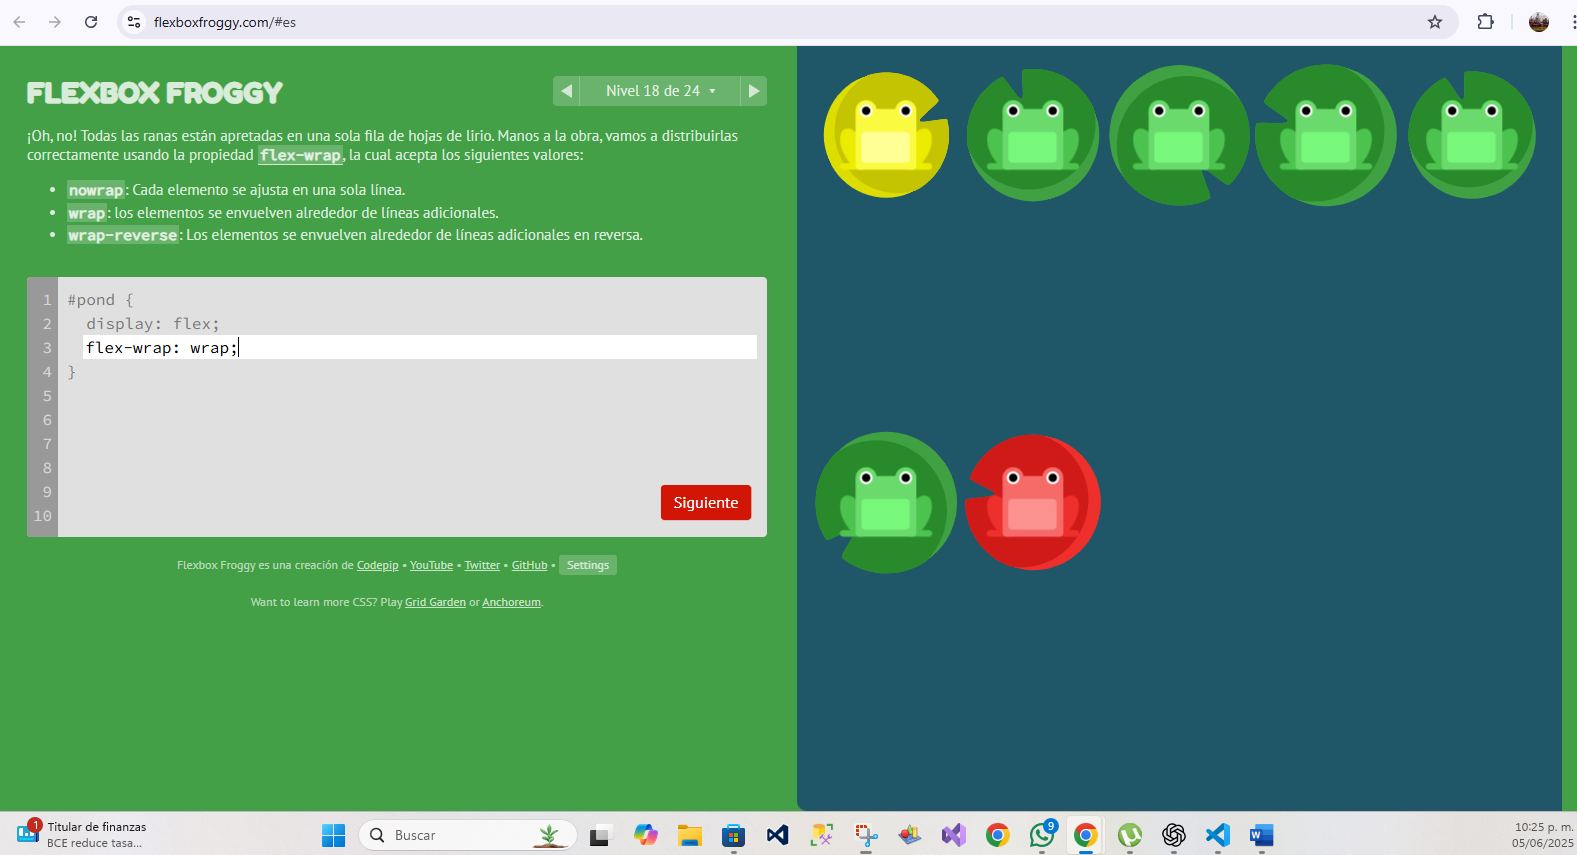 flexboxfroggy.com/#es
FLEXBOX FROGGY
Nivel 18 de 24
¡Oh, no! Todas las ranas están apretadas en una sola fila de hojas de lirio. Manos a la obra, vamos a distribuirlas
correctamente usando la propiedad flex-wrap, la cual acepta los siguientes valores:
• nowrap: Cada elemento se ajusta en una sola línea.
• wrap: los elementos se envuelven alrededor de líneas adicionales.
• wrap-reverse: Los elementos se envuelven alrededor de líneas adicionales en reversa.
1 #pond {
2 display: flex;
3 flex-wrap: wrap;
4 }
5
6
7
8
9
10
Siguiente
Flexbox Froggy es una creación de Codepip • YouTube • Twitter • GitHub • Settings
Want to learn more CSS? Play Grid Garden or Anchoreum.
1
Titular de finanzas
BCE reduce tasa...
Buscar
9
10:25 p. m.
05/06/2025